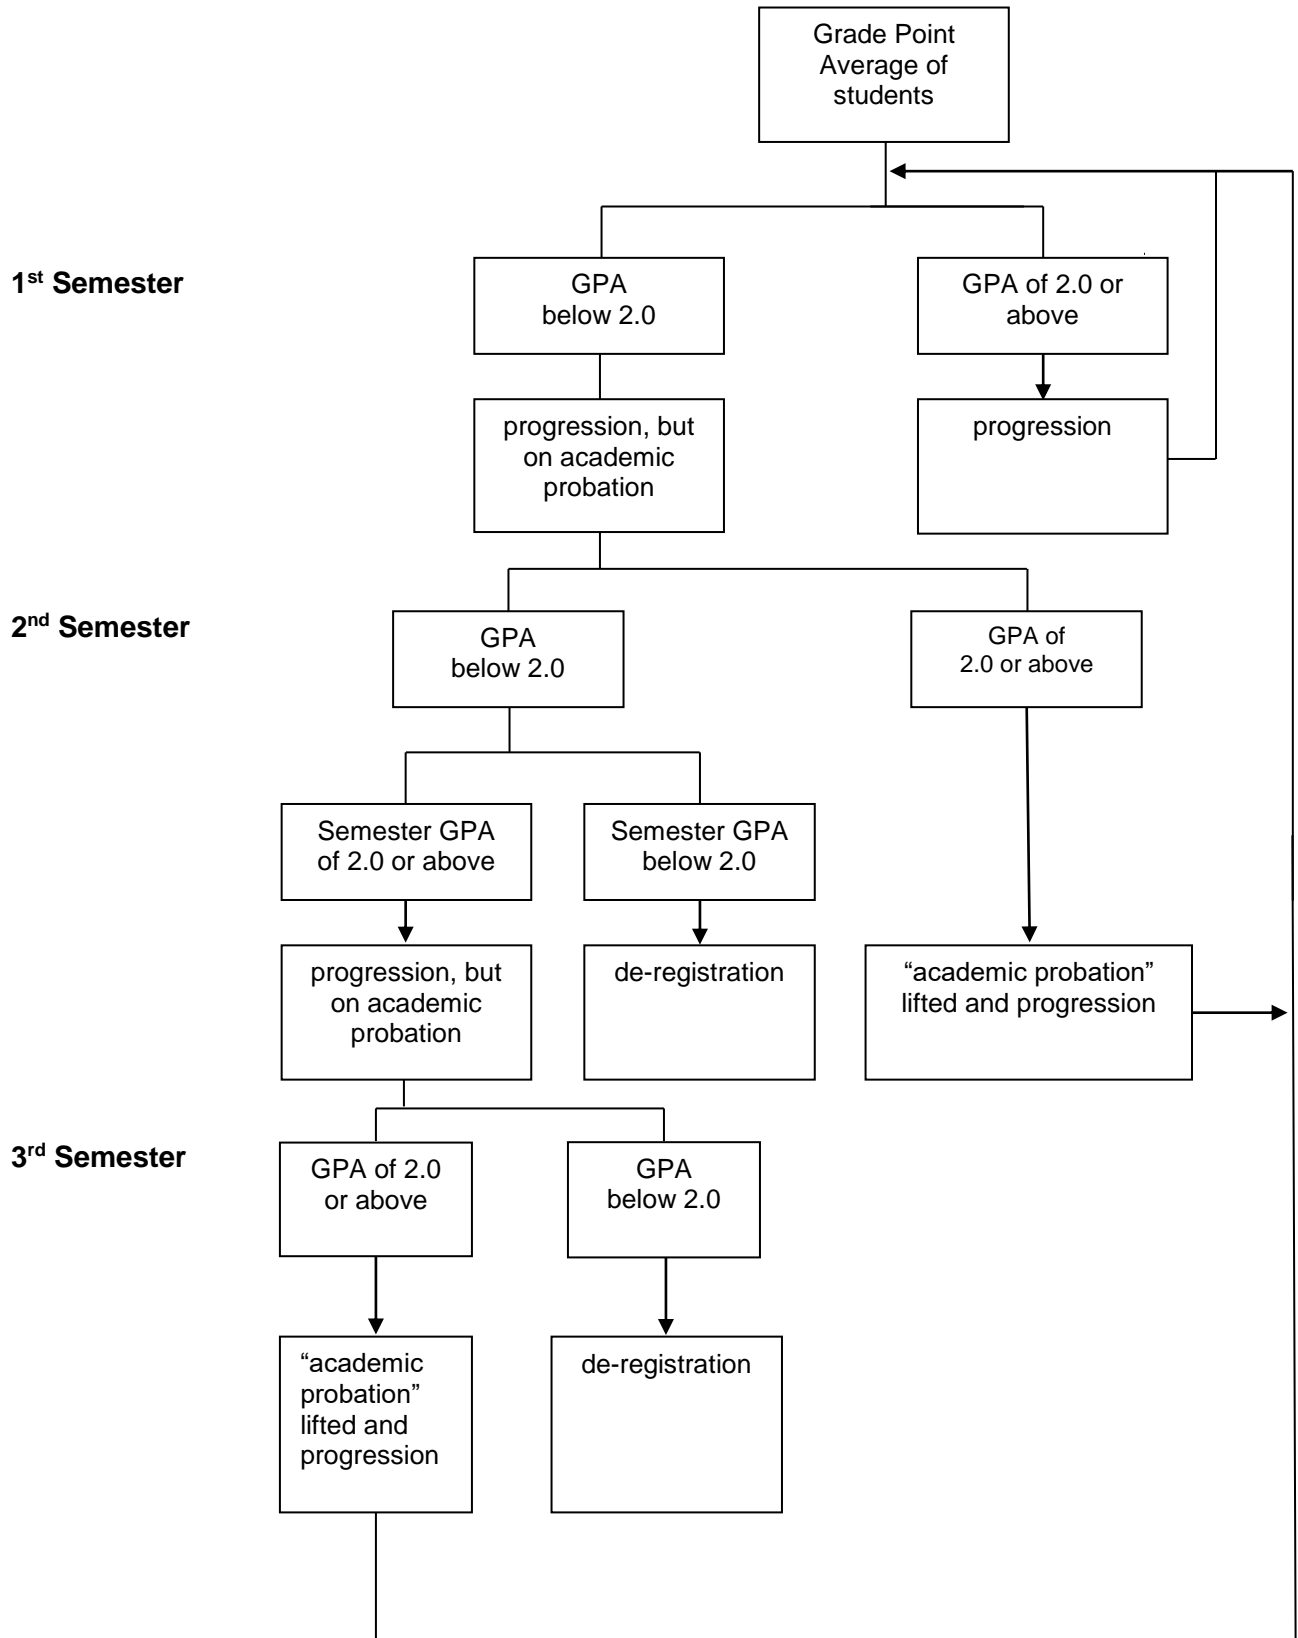 Grade Point
Average of
students
1st Semester
GPA
below 2.0
GPA of 2.0 or
above
progression, but
on academic
probation
progression
2nd Semester
GPA
below 2.0
GPA of
2.0 or above
Semester GPA
of 2.0 or above
Semester GPA
below 2.0
progression, but
on academic
probation
de-registration
“academic probation”
lifted and progression
3rd Semester
GPA of 2.0
or above
GPA
below 2.0
“academic
probation”
lifted and
progression
de-registration